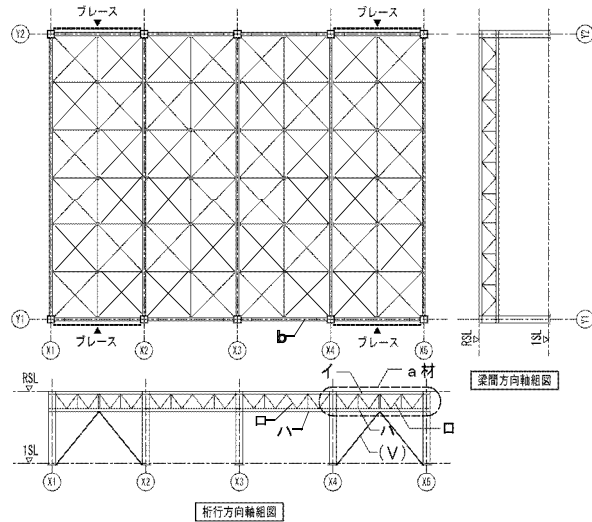 ブレース
ブレース
Y2
Y2
Y1
Y1
b
ブレース
ブレース
X1
X2
X3
X4
X5
RSL
1SL
梁間方向軸組図
イ
a材
RSL
ロ
ハ
ハ
ロ
(V)
1SL
X1
X2
X3
X4
X5
桁行方向軸組図